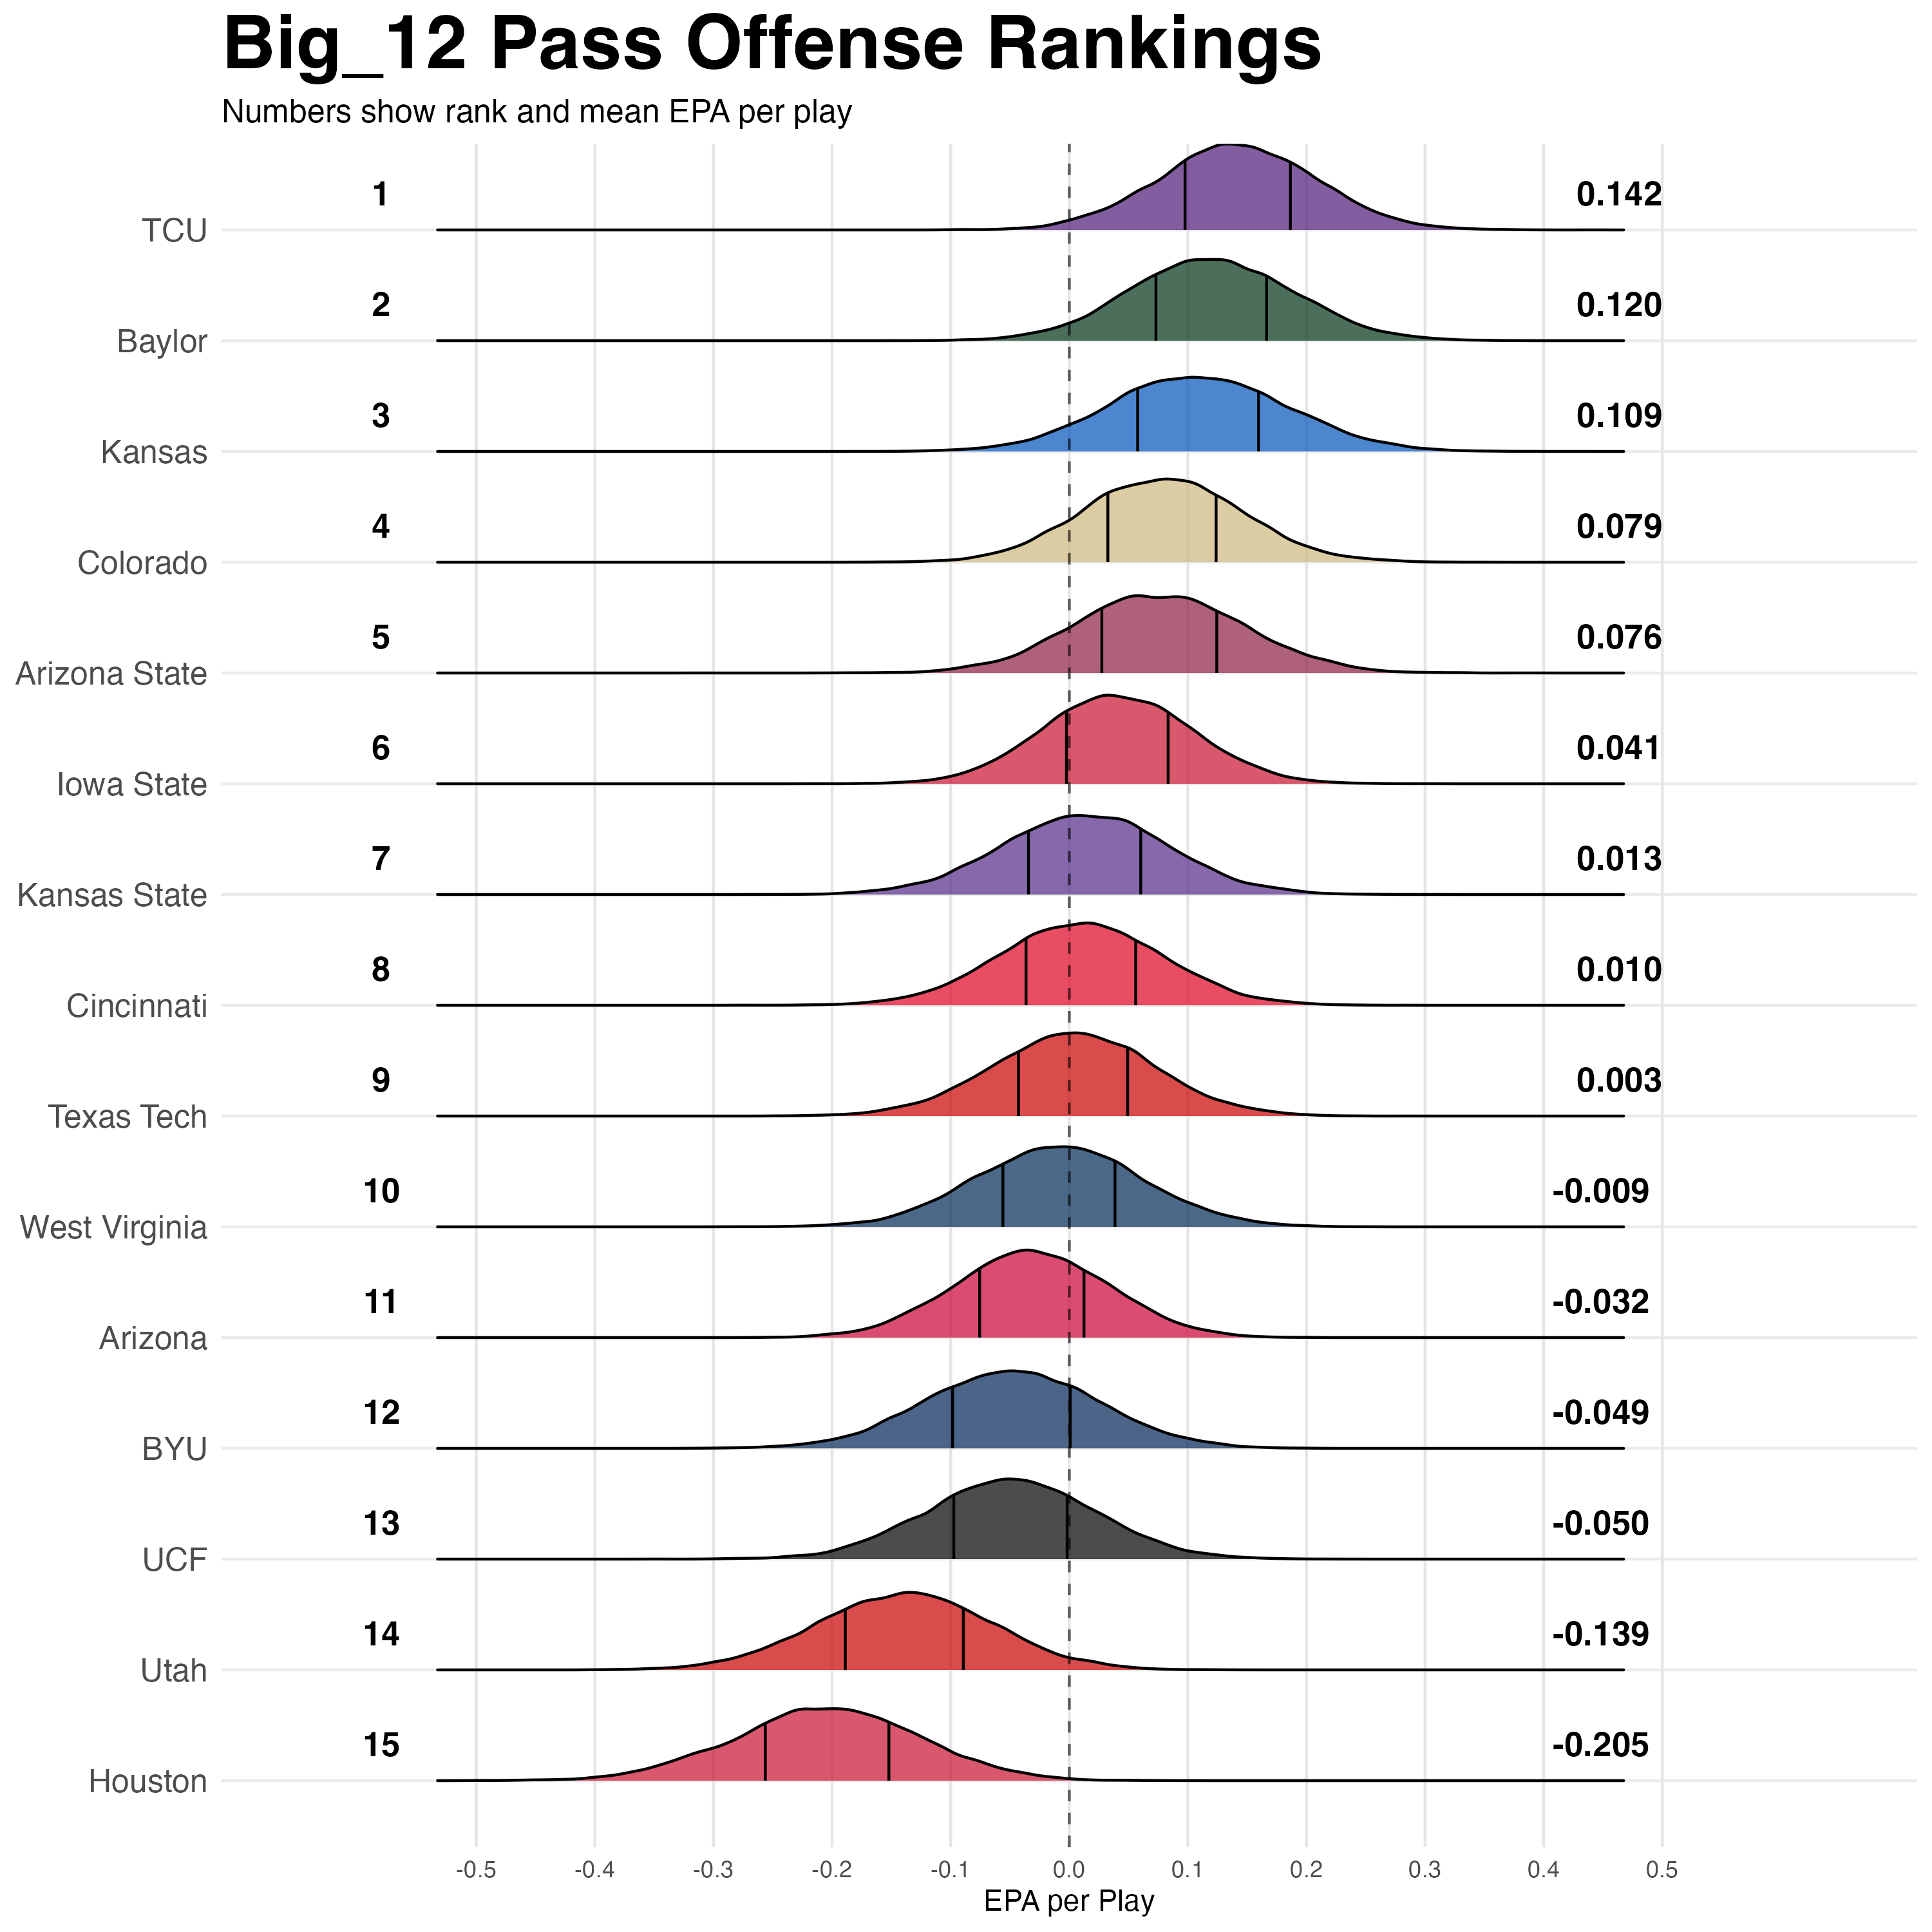 Big_12 Pass Offense Rankings
Numbers show rank and mean EPA per play
1 0.142
TCU
2 0.120
Baylor
3 0.109
Kansas
4 0.079
Colorado
5 0.076
Arizona State
6 0.041
Iowa State
7 0.013
Kansas State
8 0.010
Cincinnati
9 0.003
Texas Tech
10 -0.009
West Virginia
11 -0.032
Arizona
12 -0.049
BYU
13 -0.050
UCF
14 -0.139
Utah
15 -0.205
Houston
-0.5 -0.4 -0.3 -0.2 -0.1 0.0 0.1 0.2 0.3 0.4 0.5
EPA per Play